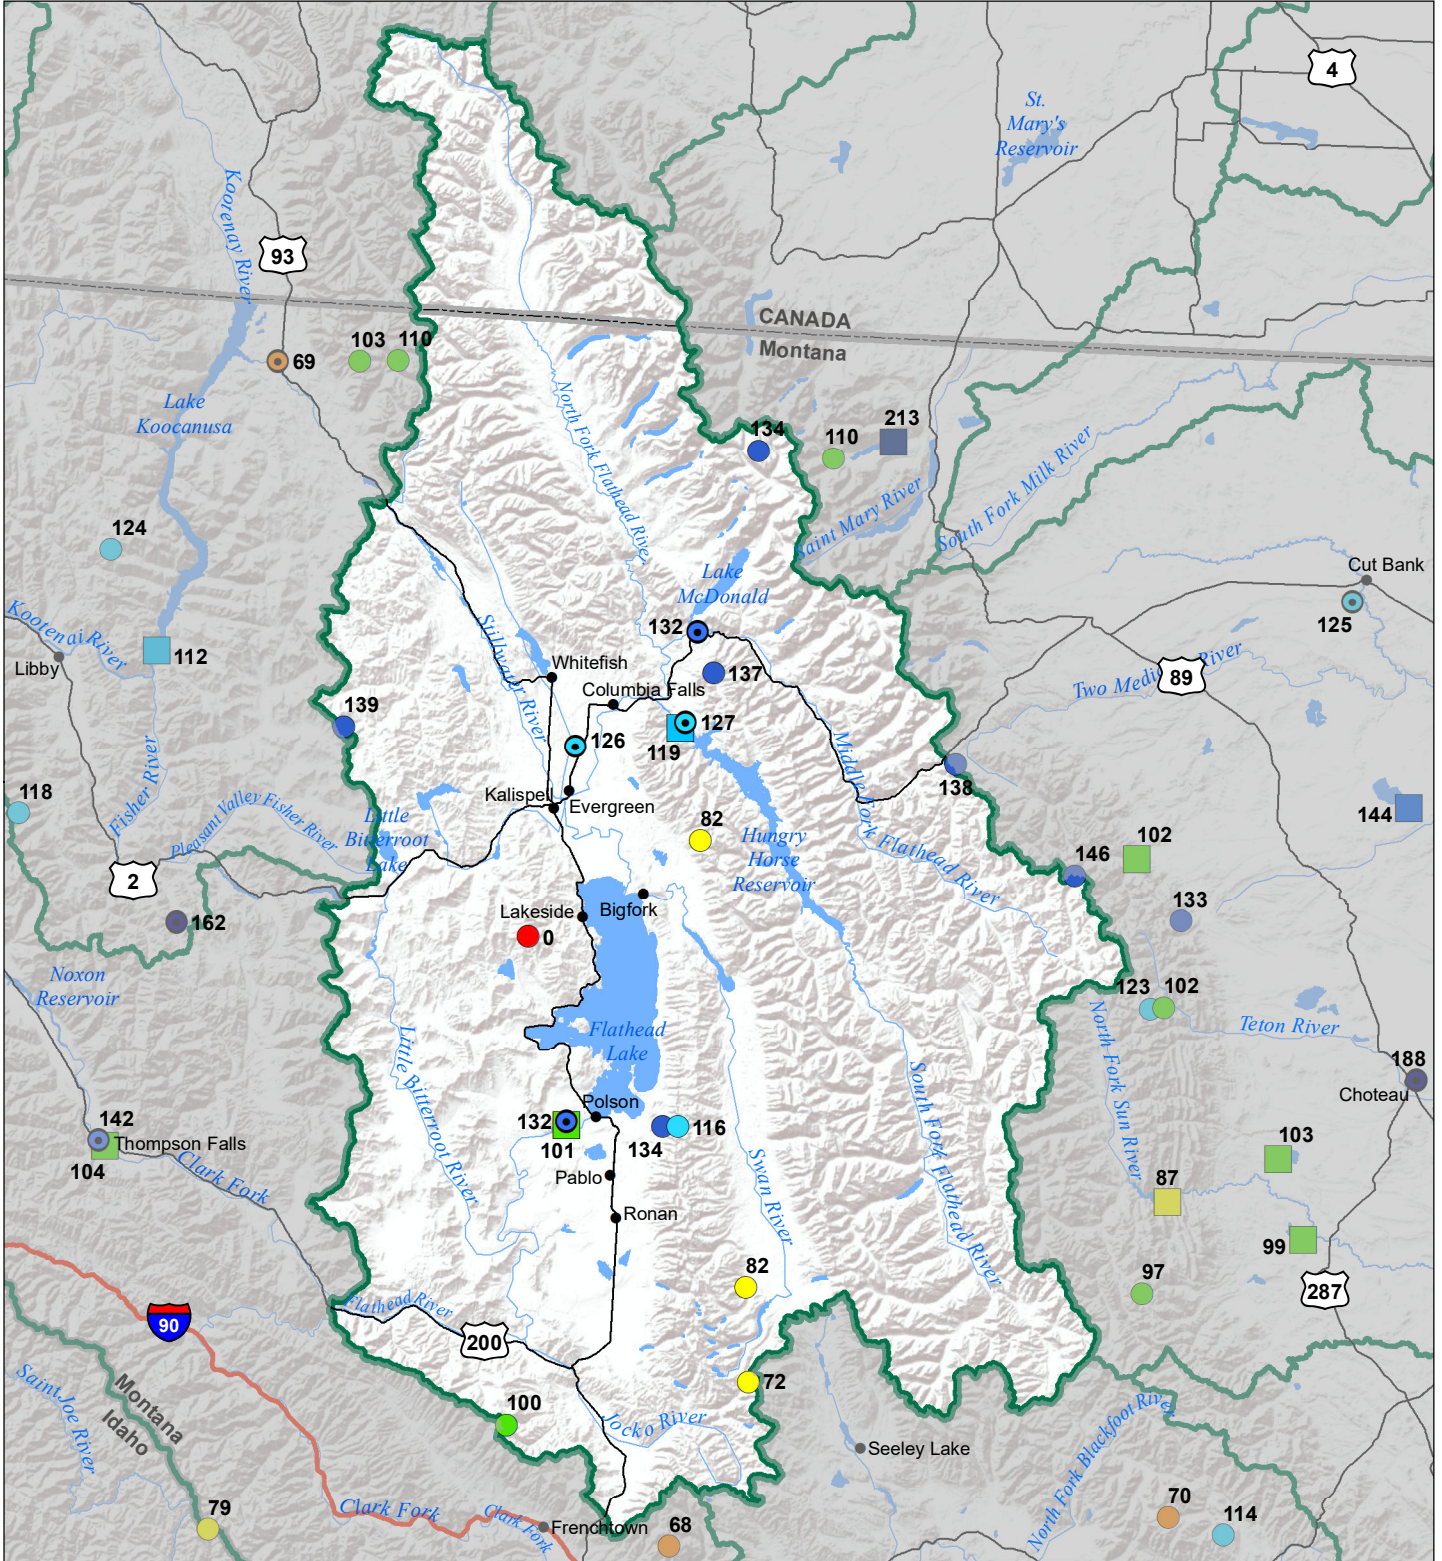 4
St.
Mary's
Reservoir
Kootenay River
93
CANADA
Montana
103
110
69
Lake
Koocanusa
North Fork Flathead River
134
110
213
Saint Mary River
South Fork Milk River
124
Lake
McDonald
Cut Bank
125
Kootenai River
Libby
112
Stillwater River
132
Whitefish
137
Columbia Falls
Two Medicine River
89
139
127
126
119
Middle Fork Flathead River
138
118
Fisher River
Pleasant Valley Fisher River
Kalispell
Evergreen
Little
Bitterroot
Lake
82
Hungry
Horse
Reservoir
144
102
146
2
162
Lakeside
Bigfork
0
133
Noxon
Reservoir
123
102
North Fork Sun River
Teton River
Flathead
Lake
Little Bitterroot River
South Fork Flathead River
188
Choteau
Polson
142
Thompson Falls
104
Clark Fork
132
101
134
116
103
Swan River
Pablo
87
Ronan
99
82
97
287
Flathead River
90
200
72
Saint Joe River
Montana
Idaho
100
Jocko River
Seeley Lake
North Fork Blackfoot River
79
Clark Fork
Clark Fork
Frenchtown
68
70
114